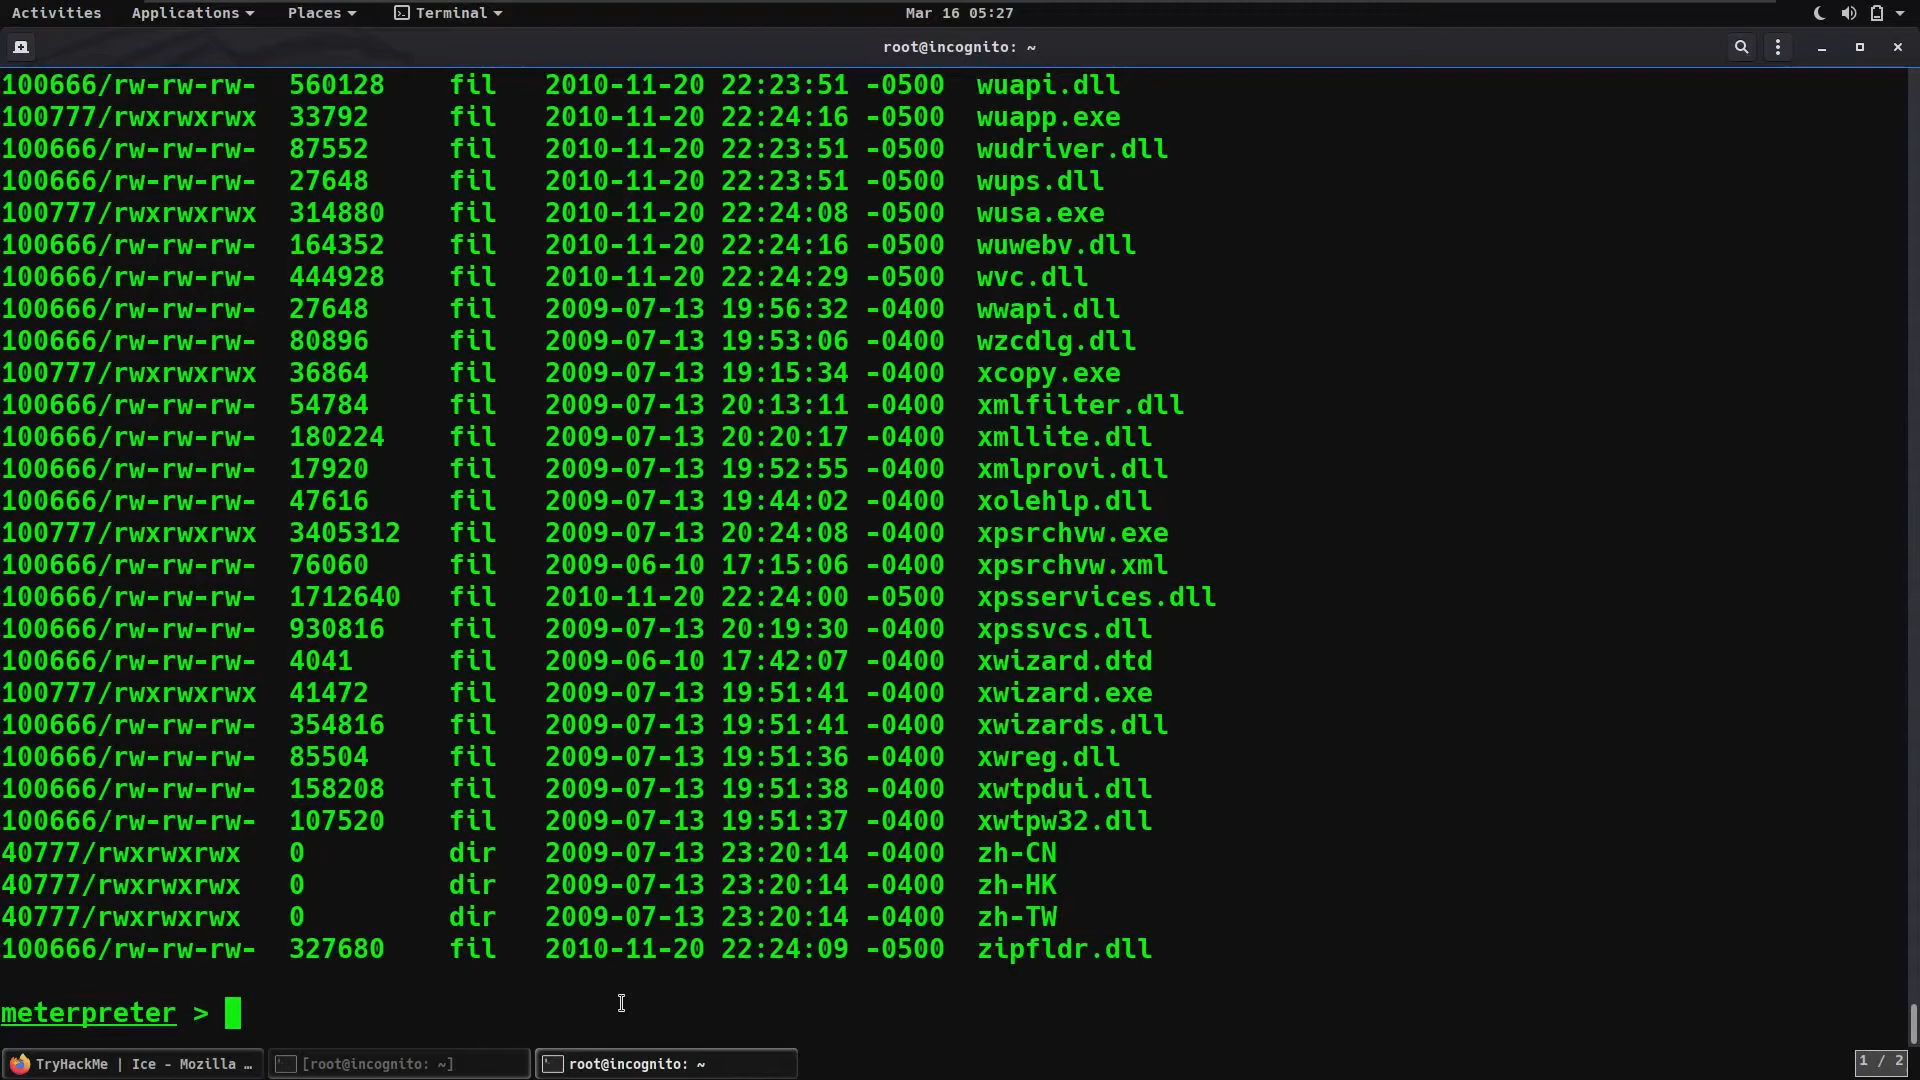 Activities Applications Places Terminal Mar 16 05:27
root@incognito: ~
100666/rw-rw-rw- 560128 fil 2010-11-20 22:23:51 -0500 wuapi.dll
100777/rwxrwxrwx 33792 fil 2010-11-20 22:24:16 -0500 wuapp.exe
100666/rw-rw-rw- 87552 fil 2010-11-20 22:23:51 -0500 wudriver.dll
100666/rw-rw-rw- 27648 fil 2010-11-20 22:23:51 -0500 wups.dll
100777/rwxrwxrwx 314880 fil 2010-11-20 22:24:08 -0500 wusa.exe
100666/rw-rw-rw- 164352 fil 2010-11-20 22:24:16 -0500 wuwebv.dll
100666/rw-rw-rw- 444928 fil 2010-11-20 22:24:29 -0500 wvc.dll
100666/rw-rw-rw- 27648 fil 2009-07-13 19:56:32 -0400 wwapi.dll
100666/rw-rw-rw- 80896 fil 2009-07-13 19:53:06 -0400 wzcdlg.dll
100777/rwxrwxrwx 36864 fil 2009-07-13 19:15:34 -0400 xcopy.exe
100666/rw-rw-rw- 54784 fil 2009-07-13 20:13:11 -0400 xmlfilter.dll
100666/rw-rw-rw- 180224 fil 2009-07-13 20:20:17 -0400 xmllite.dll
100666/rw-rw-rw- 17920 fil 2009-07-13 19:52:55 -0400 xmlprovi.dll
100666/rw-rw-rw- 47616 fil 2009-07-13 19:44:02 -0400 xolehlp.dll
100777/rwxrwxrwx 3405312 fil 2009-07-13 20:24:08 -0400 xpsrchvw.exe
100666/rw-rw-rw- 76060 fil 2009-06-10 17:15:06 -0400 xpsrchvw.xml
100666/rw-rw-rw- 1712640 fil 2010-11-20 22:24:00 -0500 xpsservices.dll
100666/rw-rw-rw- 930816 fil 2009-07-13 20:19:30 -0400 xpssvcs.dll
100666/rw-rw-rw- 4041 fil 2009-06-10 17:42:07 -0400 xwizard.dtd
100777/rwxrwxrwx 41472 fil 2009-07-13 19:51:41 -0400 xwizard.exe
100666/rw-rw-rw- 354816 fil 2009-07-13 19:51:41 -0400 xwizards.dll
100666/rw-rw-rw- 85504 fil 2009-07-13 19:51:36 -0400 xwreg.dll
100666/rw-rw-rw- 158208 fil 2009-07-13 19:51:38 -0400 xwtpdui.dll
100666/rw-rw-rw- 107520 fil 2009-07-13 19:51:37 -0400 xwtpw32.dll
40777/rwxrwxrwx 0 dir 2009-07-13 23:20:14 -0400 zh-CN
40777/rwxrwxrwx 0 dir 2009-07-13 23:20:14 -0400 zh-HK
40777/rwxrwxrwx 0 dir 2009-07-13 23:20:14 -0400 zh-TW
100666/rw-rw-rw- 327680 fil 2010-11-20 22:24:09 -0500 zipfldr.dll
meterpreter >
TryHackMe | Ice - Mozilla … [root@incognito: ~] root@incognito: ~ 1 / 2